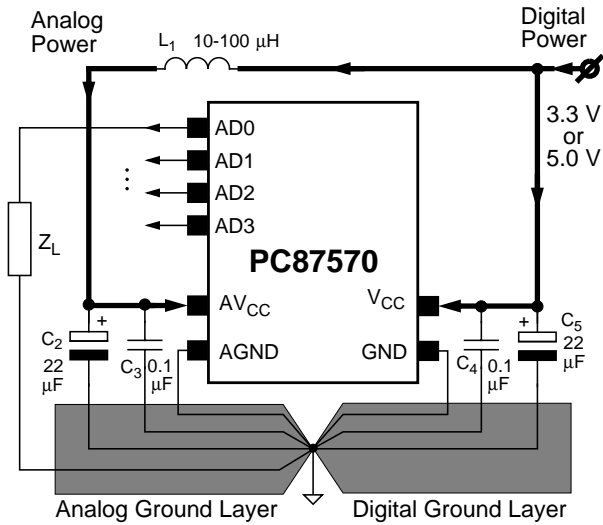 Analog
Power
L1
10-100 µH
Digital
Power
3.3 V
or
5.0 V
AD0
AD1
AD2
AD3
ZL
PC87570
AVCC
VCC
AGND
GND
C2
22
µF
+
C3
0.1
µF
C4
0.1
µF
+
C5
22
µF
Analog Ground Layer
Digital Ground Layer